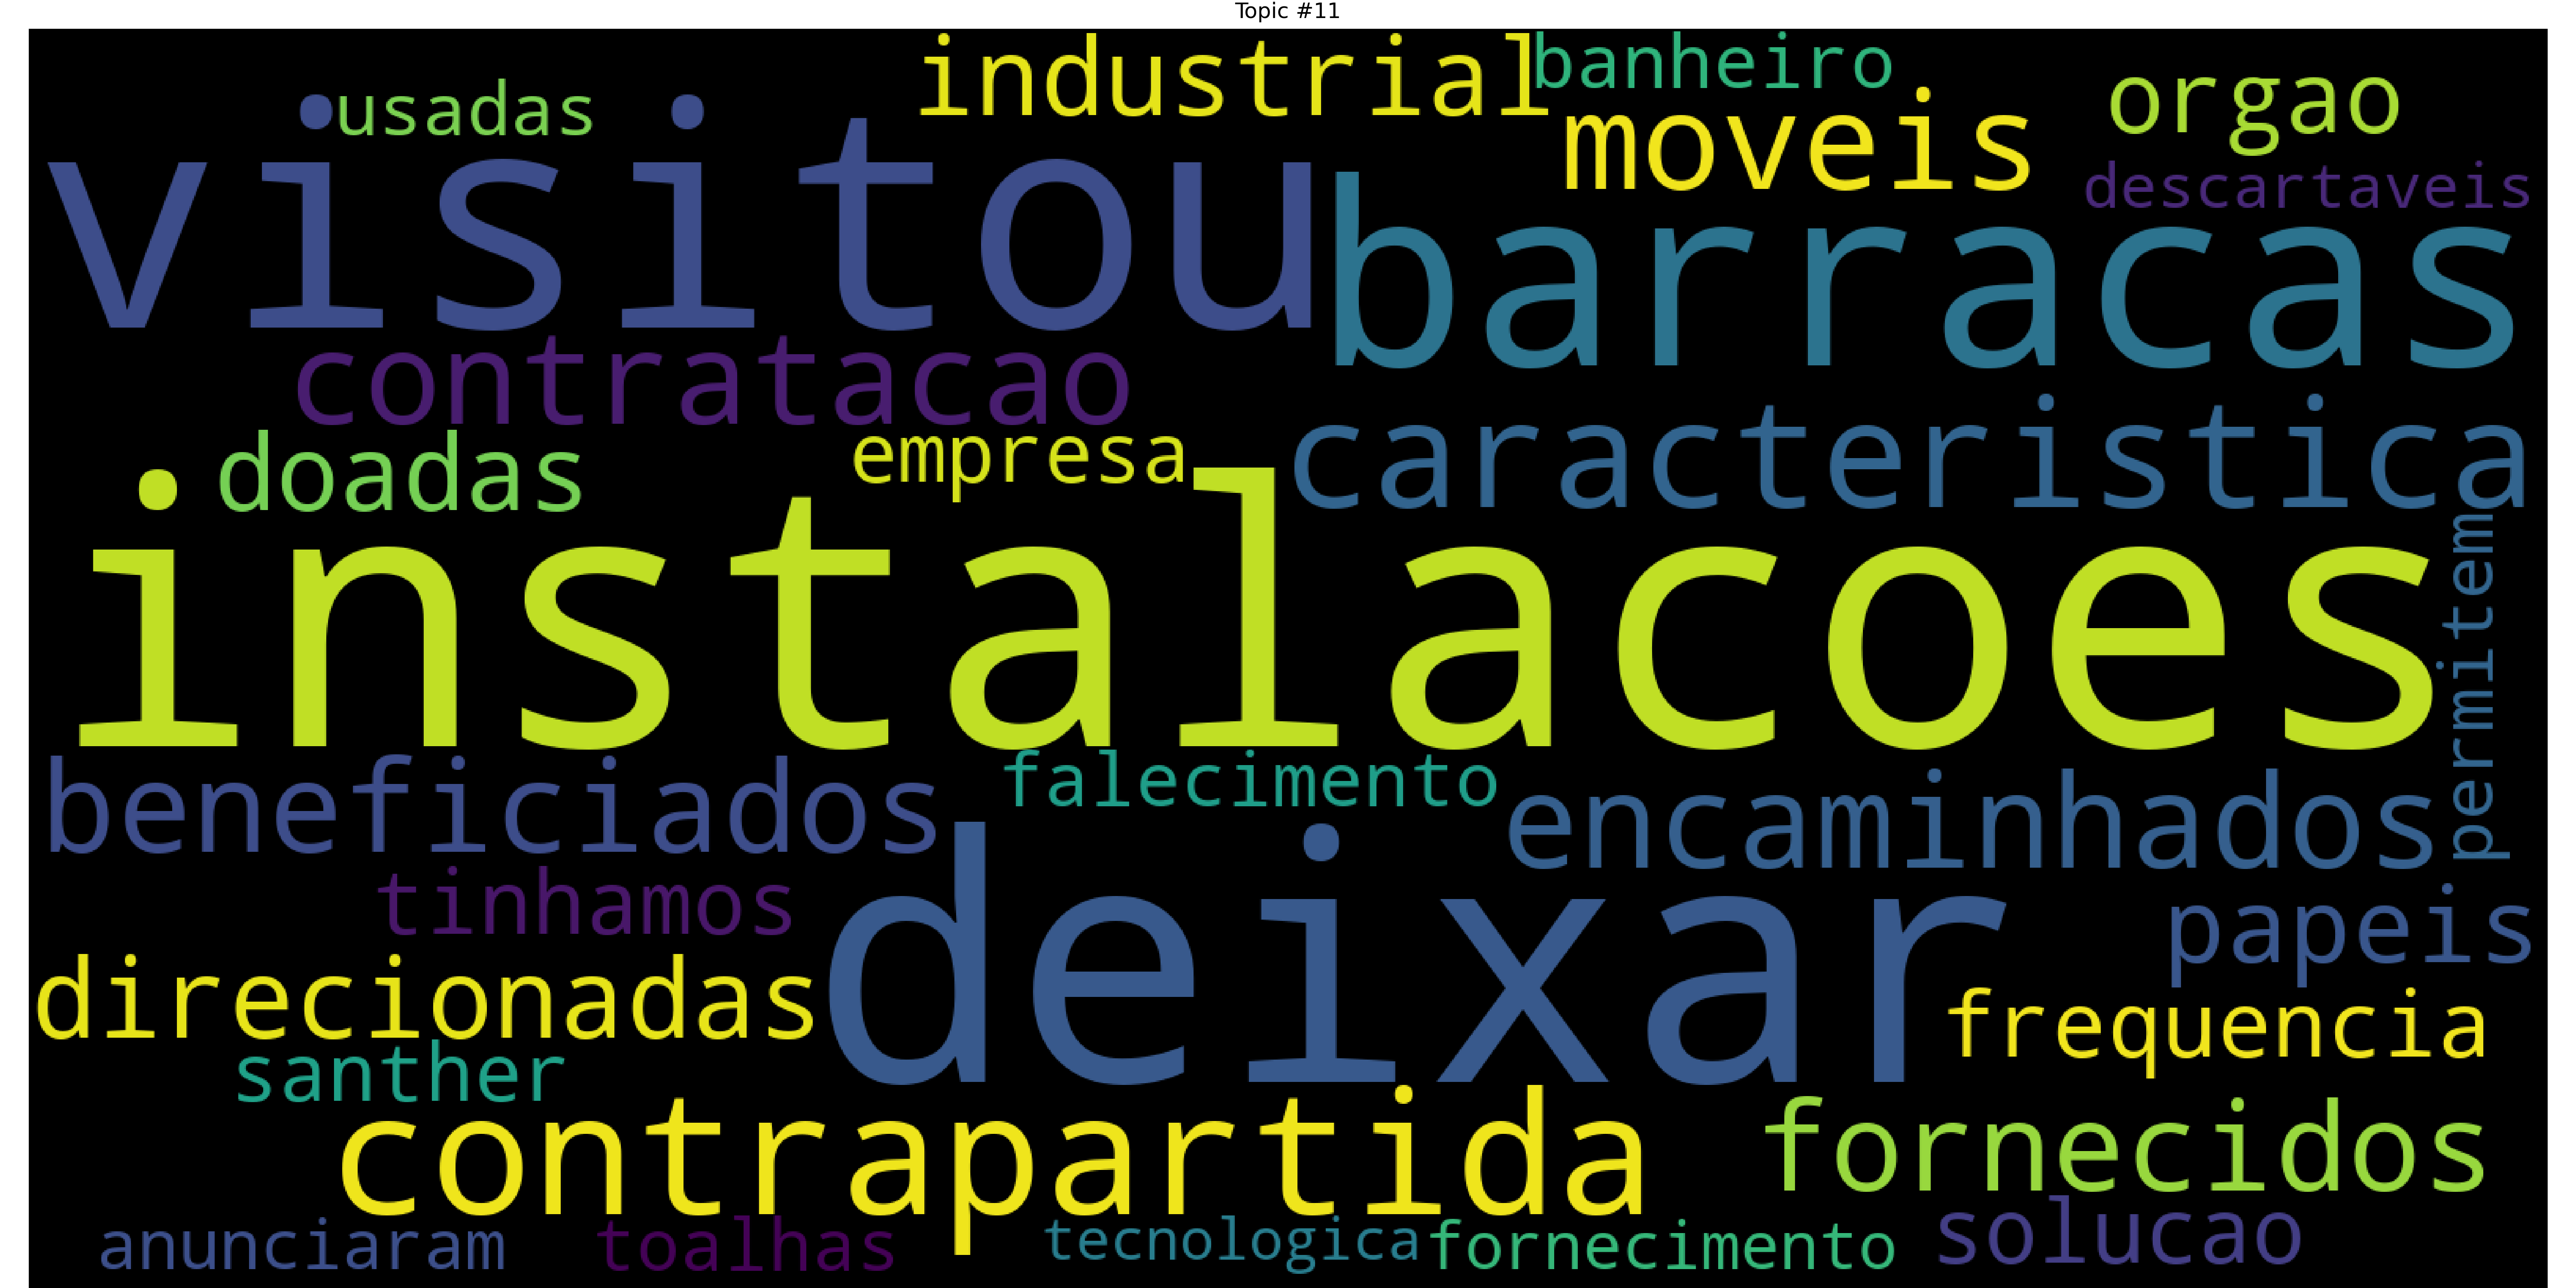 Topic #11
industrial
banheiro
usadas
moveis
orgao
descartaveis
visitou
barracas
contratacao
caracteristica
doadas
empresa
instalacoes
permitem
beneficiados
falecimento
encaminhados
tinhamos
deixar
papeis
direcionadas
frequencia
santher
contrapartida
fornecidos
anunciaram
toalhas
tecnologica
fornecimento
solucao